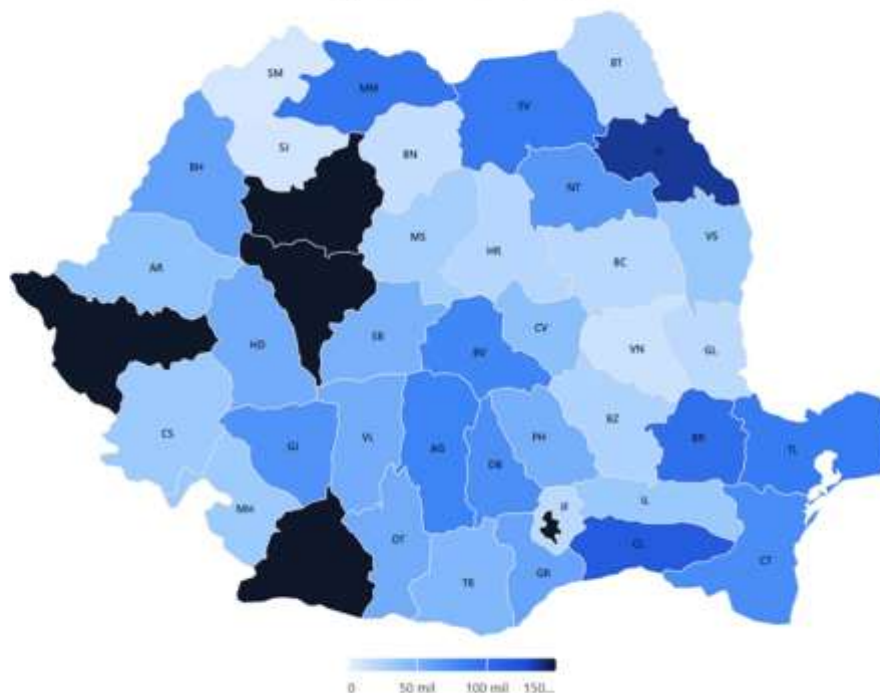 BT
SM
MM
SV
SJ
BN
BH
NT
VS
MS
HR
BC
AR
CV
SB
HD
BV
VN
GL
CS
VL
BZ
GJ
AG
PH
BR
DB
TL
MH
IF
IL
OT
CL
CT
GR
TR
0 50 mil 100 mil 150...